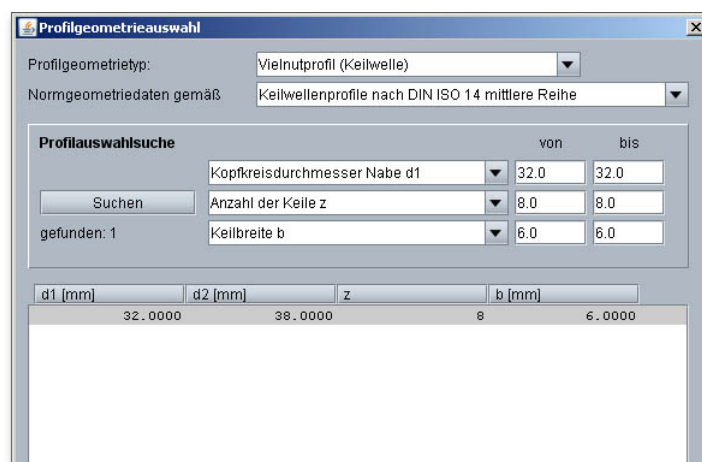 Profilgeometrieauswahl
Profilgeometrietyp: Vielnutprofil (Keilwelle)
Normgeometriedaten gemäß Keilwellenprofile nach DIN ISO 14 mittlere Reihe
Profilauswahlsuche von bis
Kopfkreisdurchmesser Nabe d1 32.0 32.0
Suchen Anzahl der Keile z 8.0 8.0
gefunden: 1 Keilbreite b 6.0 6.0
d1 [mm] d2 [mm] z b [mm]
32.0000 38.0000 8 6.0000